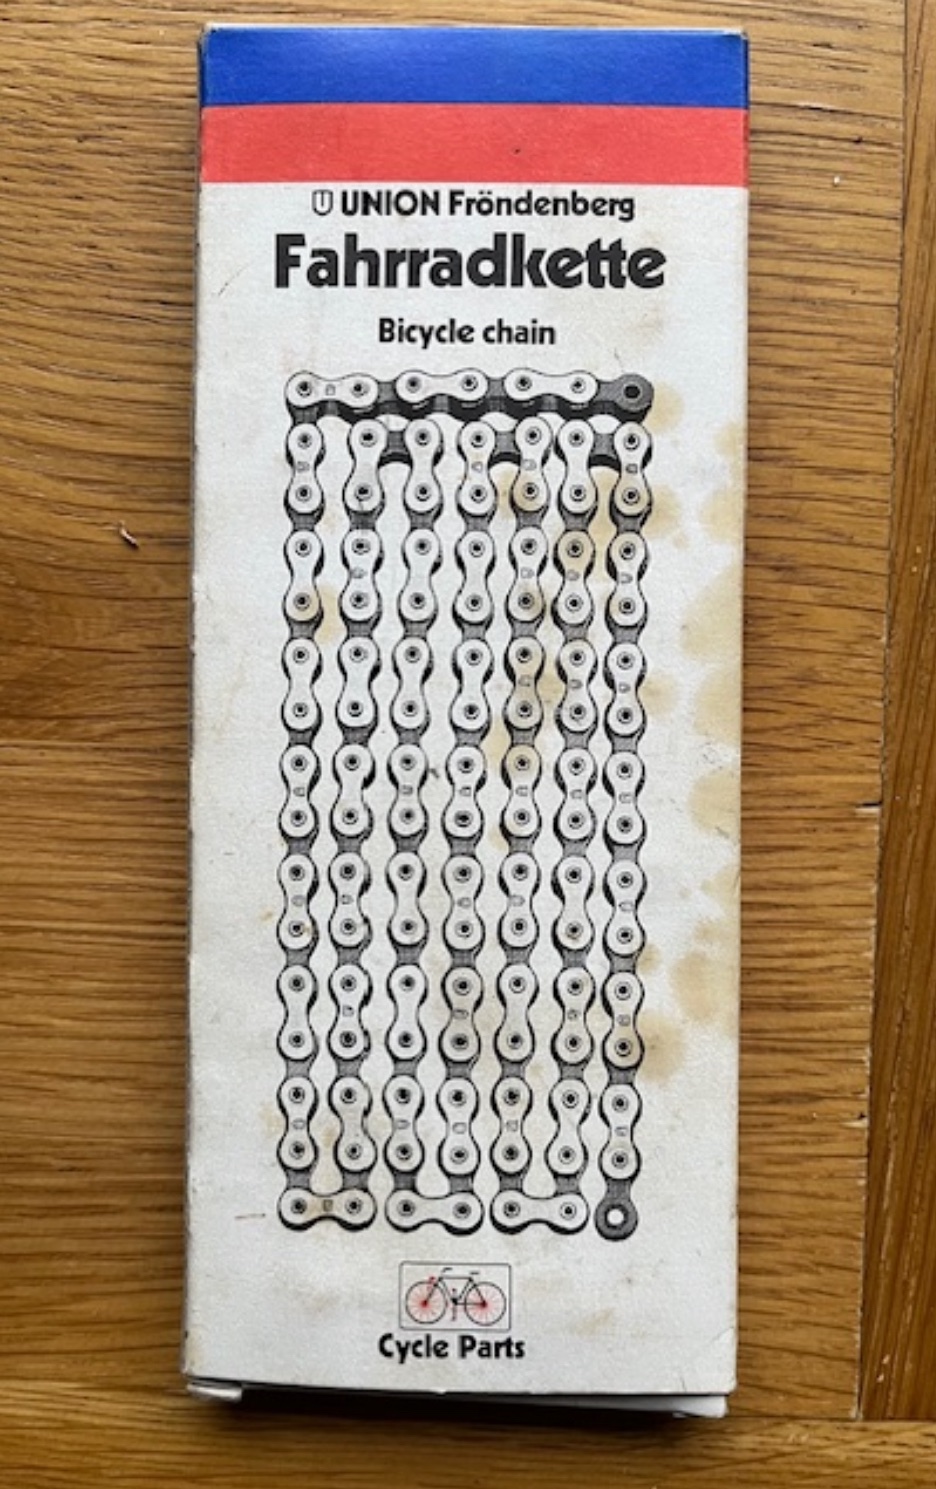 UNION Fröndenberg
Fahrradkette
Bicycle chain
Cycle Parts